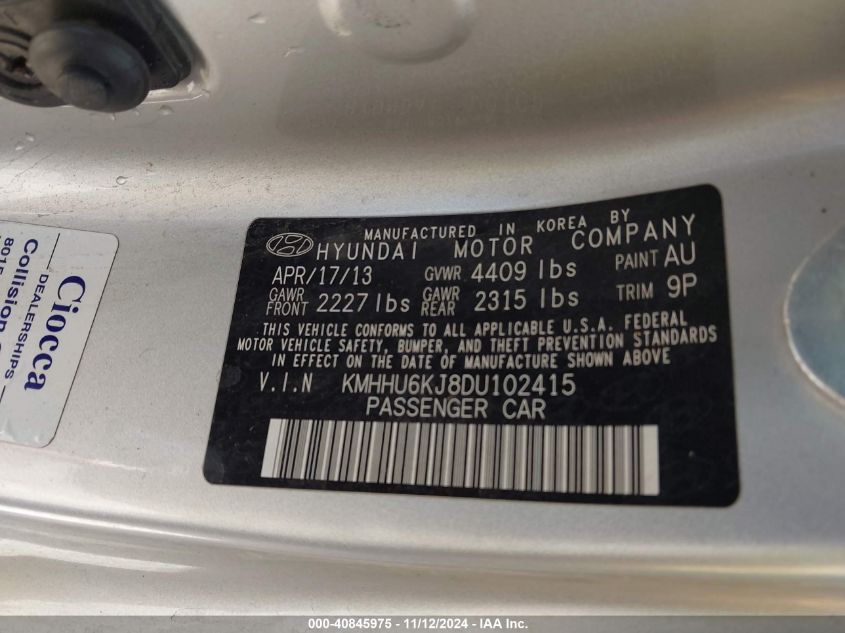 MANUFACTURED IN KOREA BY
HYUNDAI MOTOR COMPANY
APR/17/13 GVWR 4409 lbs PAINT AU
GAWR FRONT 2227 lbs GAWR REAR 2315 lbs TRIM 9P
THIS VEHICLE CONFORMS TO ALL APPLICABLE U.S.A. FEDERAL
MOTOR VEHICLE SAFETY, BUMPER, AND THEFT PREVENTION STANDARDS
IN EFFECT ON THE DATE OF MANUFACTURE SHOWN ABOVE
V.I.N KMHHU6KJ8DU102415
PASSENGER CAR
Ciocca
DEALERSHIPS
Collision
000-40845975 - 11/12/2024 - IAA Inc.